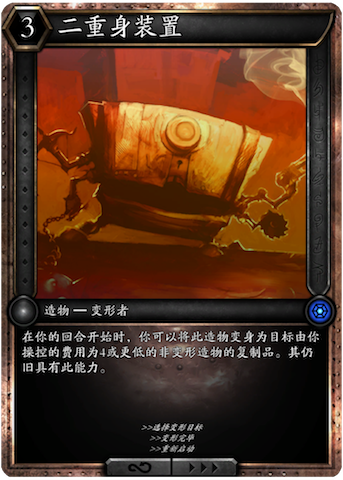 3
二重身装置
造物 — 变形者
在你的回合开始时，你可以将此造物变身为目标由你
操控的费用为4或更低的非变形造物的复制品。其仍
旧具有此能力。
>>选择变形目标
>>变形完毕
>>重新启动